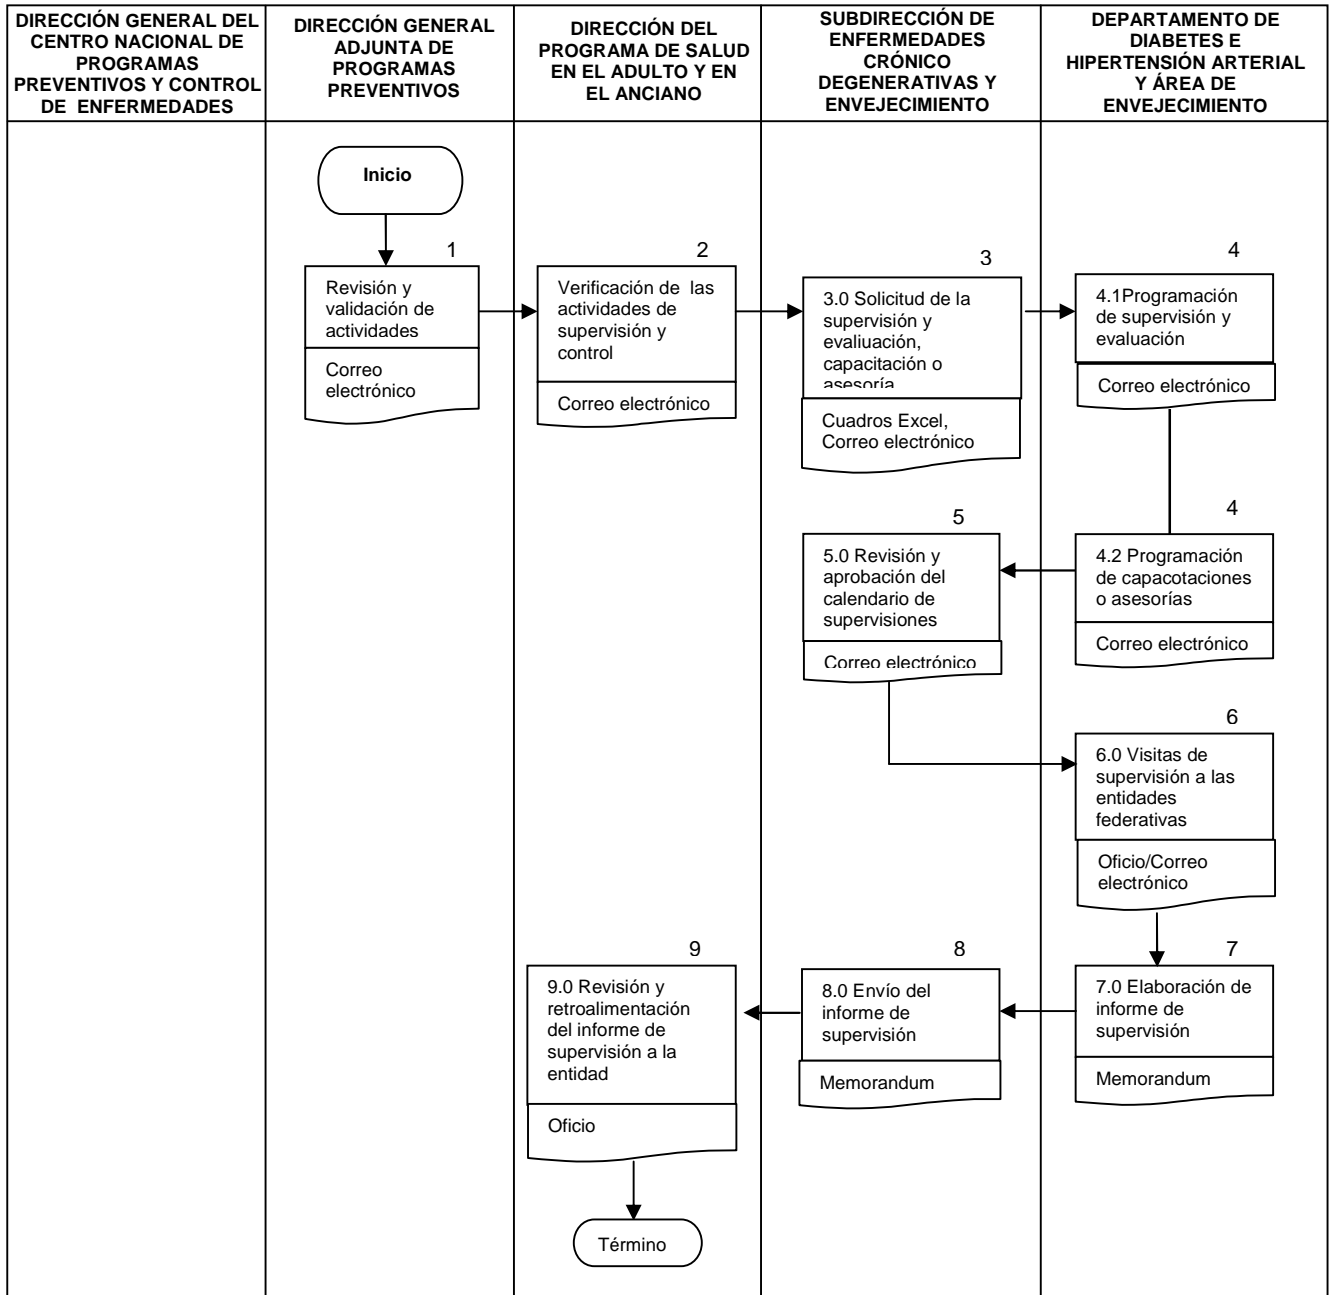 DIRECCIÓN GENERAL DEL
CENTRO NACIONAL DE
PROGRAMAS
PREVENTIVOS Y CONTROL
DE ENFERMEDADES
DIRECCIÓN GENERAL
ADJUNTA DE
PROGRAMAS
PREVENTIVOS
DIRECCIÓN DEL
PROGRAMA DE SALUD
EN EL ADULTO Y EN
EL ANCIANO
SUBDIRECCIÓN DE
ENFERMEDADES
CRÓNICO
DEGENERATIVAS Y
ENVEJECIMIENTO
DEPARTAMENTO DE
DIABETES E
HIPERTENSIÓN ARTERIAL
Y ÁREA DE
ENVEJECIMIENTO
Inicio
1
Revisión y
validación de
actividades
Correo
electrónico
2
Verificación de las
actividades de
supervisión y
control
Correo electrónico
3
3.0 Solicitud de la
supervisión y
evaliuación,
capacitación o
asesoría
Cuadros Excel,
Correo electrónico
4
4.1Programación
de supervisión y
evaluación
Correo electrónico
4
4.2 Programación
de capacotaciones
o asesorías
Correo electrónico
5
5.0 Revisión y
aprobación del
calendario de
supervisiones
Correo electrónico
6
6.0 Visitas de
supervisión a las
entidades
federativas
Oficio/Correo
electrónico
7
7.0 Elaboración de
informe de
supervisión
Memorandum
8
8.0 Envío del
informe de
supervisión
Memorandum
9
9.0 Revisión y
retroalimentación
del informe de
supervisión a la
entidad
Oficio
Término